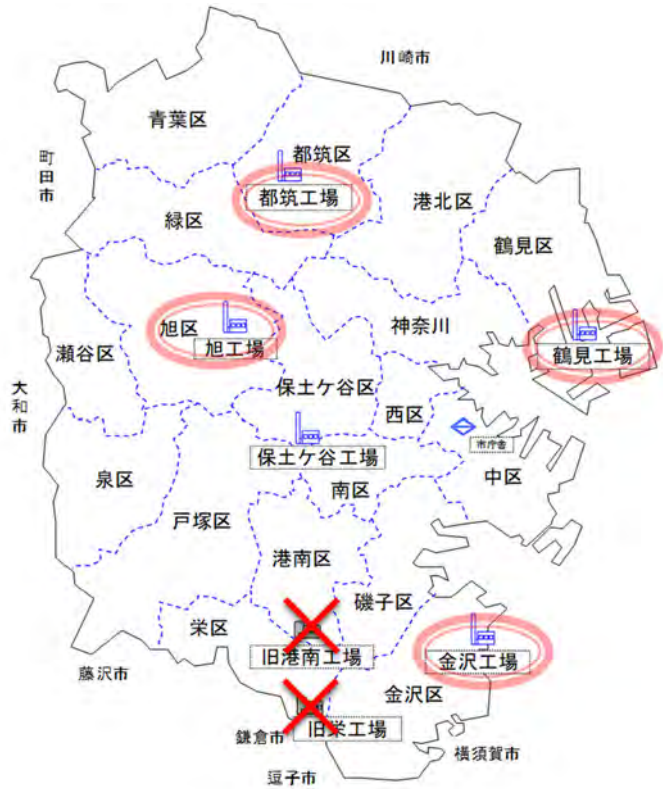 川崎市
青葉区
都筑区
町田市
都筑工場
港北区
緑区
鶴見区
旭区
旭工場
神奈川
鶴見工場
瀬谷区
大和市
保土ケ谷区
西区
市庁舎
保土ケ谷工場
中区
泉区
南区
戸塚区
港南区
磯子区
栄区
旧港南工場
金沢工場
藤沢市
金沢区
旧栄工場
鎌倉市
横須賀市
逗子市